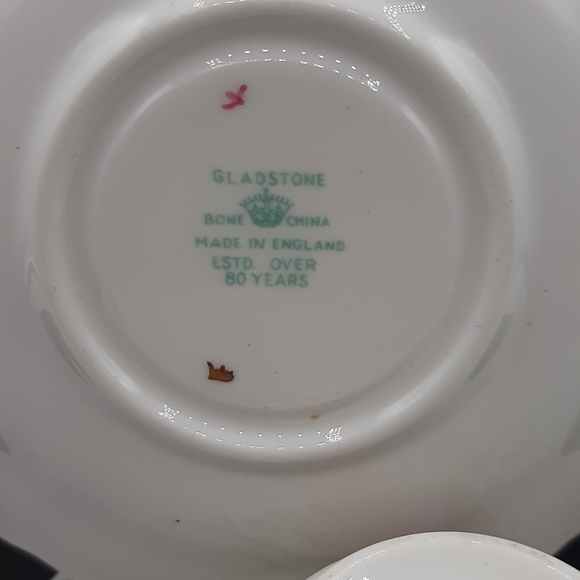 GLADSTONE
BONE CHINA
MADE IN ENGLAND
ESTD. OVER
80 YEARS